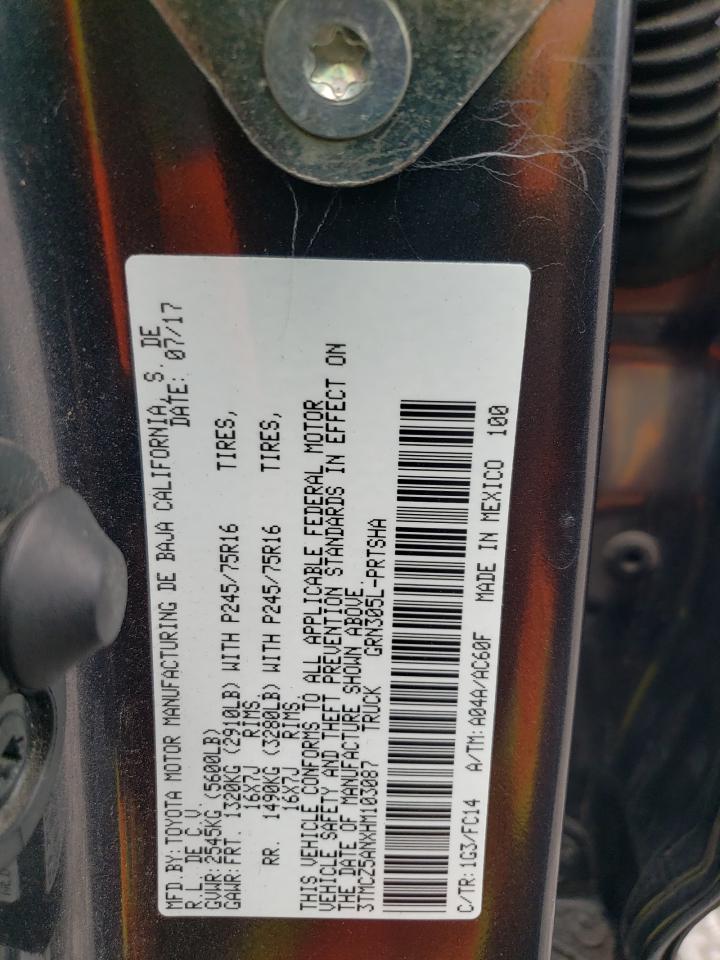 MFD.BY:TOYOTA MOTOR MANUFACTURING DE BAJA CALIFORNIA, S. DE
R.L. DE C.V. DATE: 07/17
GVWR:2545KG (5600LB)
GAWR:FRT 1320KG (2910LB) WITH P245/75R16 TIRES,
16X7J RIMS
RR. 1490KG (3280LB) WITH P245/75R16 TIRES,
16X7J RIMS
THIS VEHICLE CONFORMS TO ALL APPLICABLE FEDERAL MOTOR
VEHICLE SAFETY AND THEFT PREVENTION STANDARDS IN EFFECT ON
THE DATE OF MANUFACTURE SHOWN ABOVE.
3TMCZ5ANXHM103087 TRUCK GRN305L-PRTSHA
C/TR:1G3/FC14 A/TM:A04A/AC60F MADE IN MEXICO 100